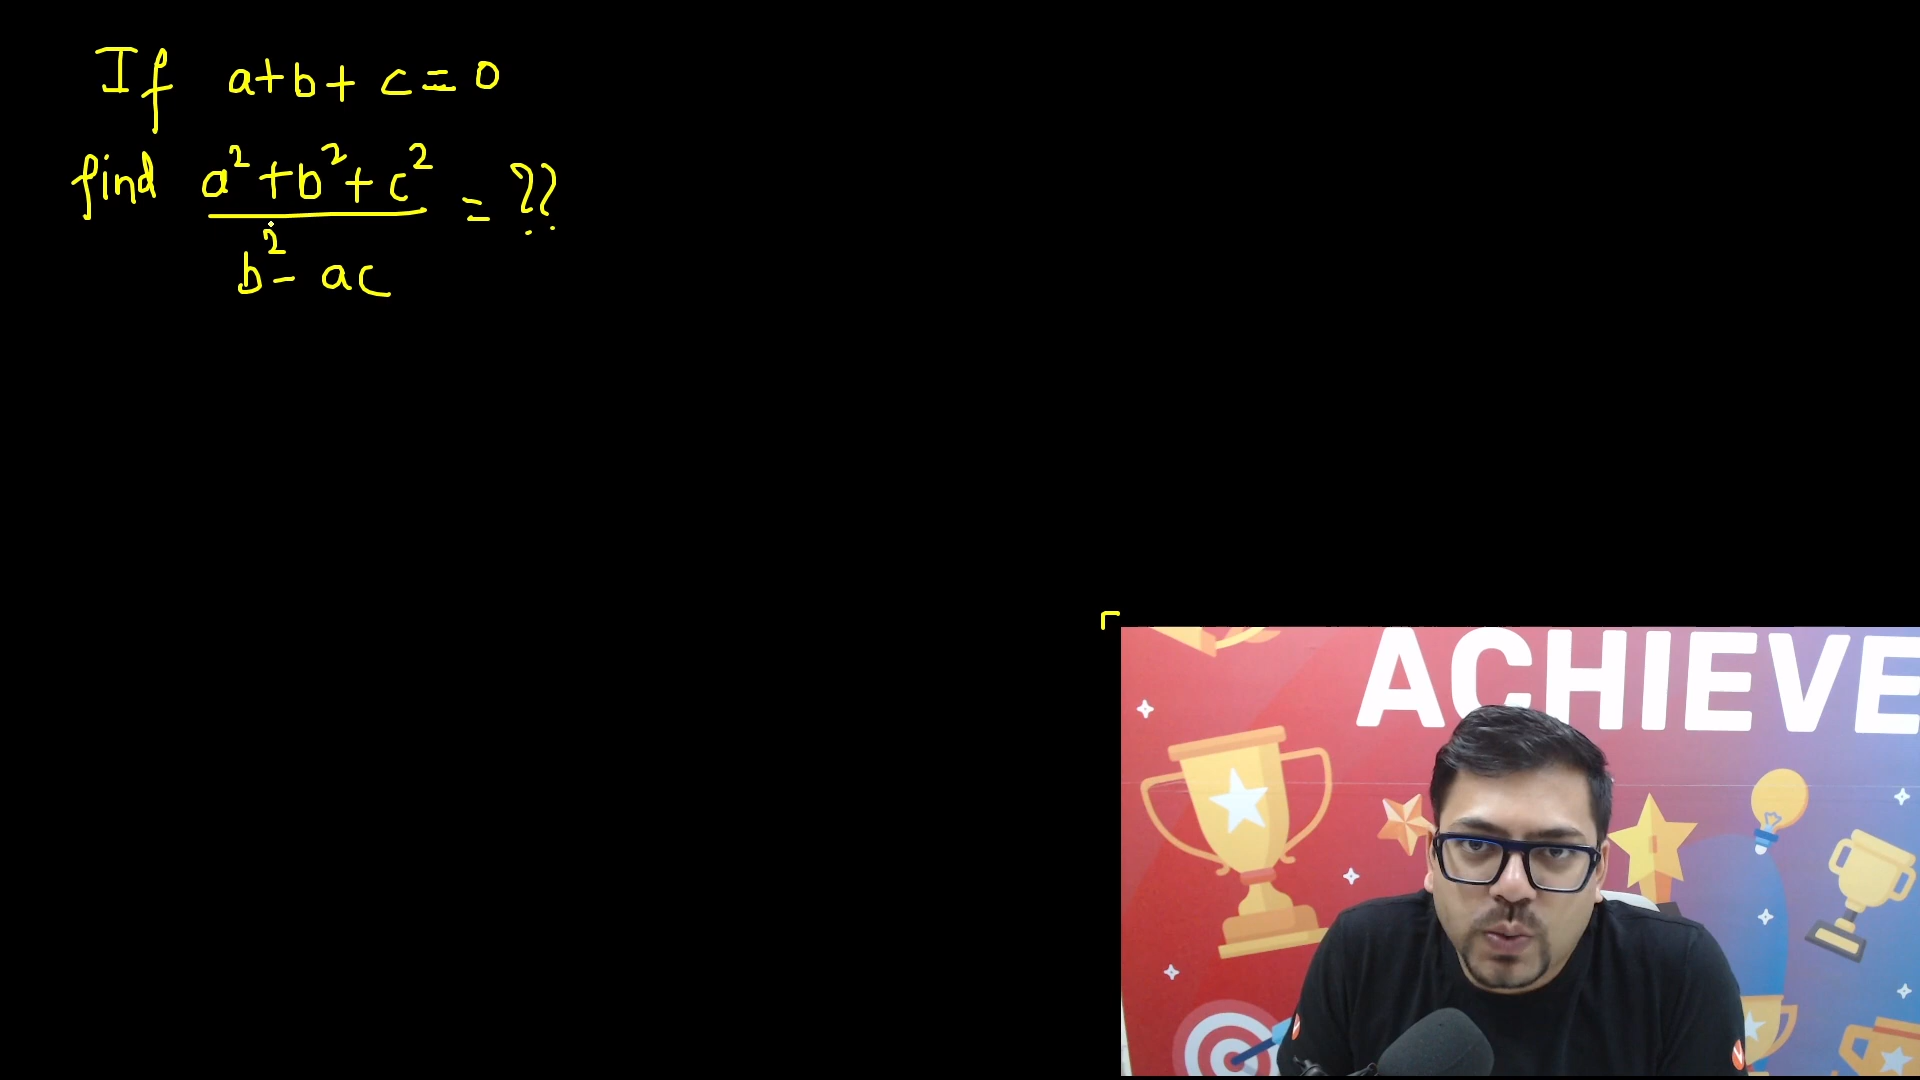 If a+b+c=0
find a²+b²+c² = ??
b²-ac
ACHIEVE